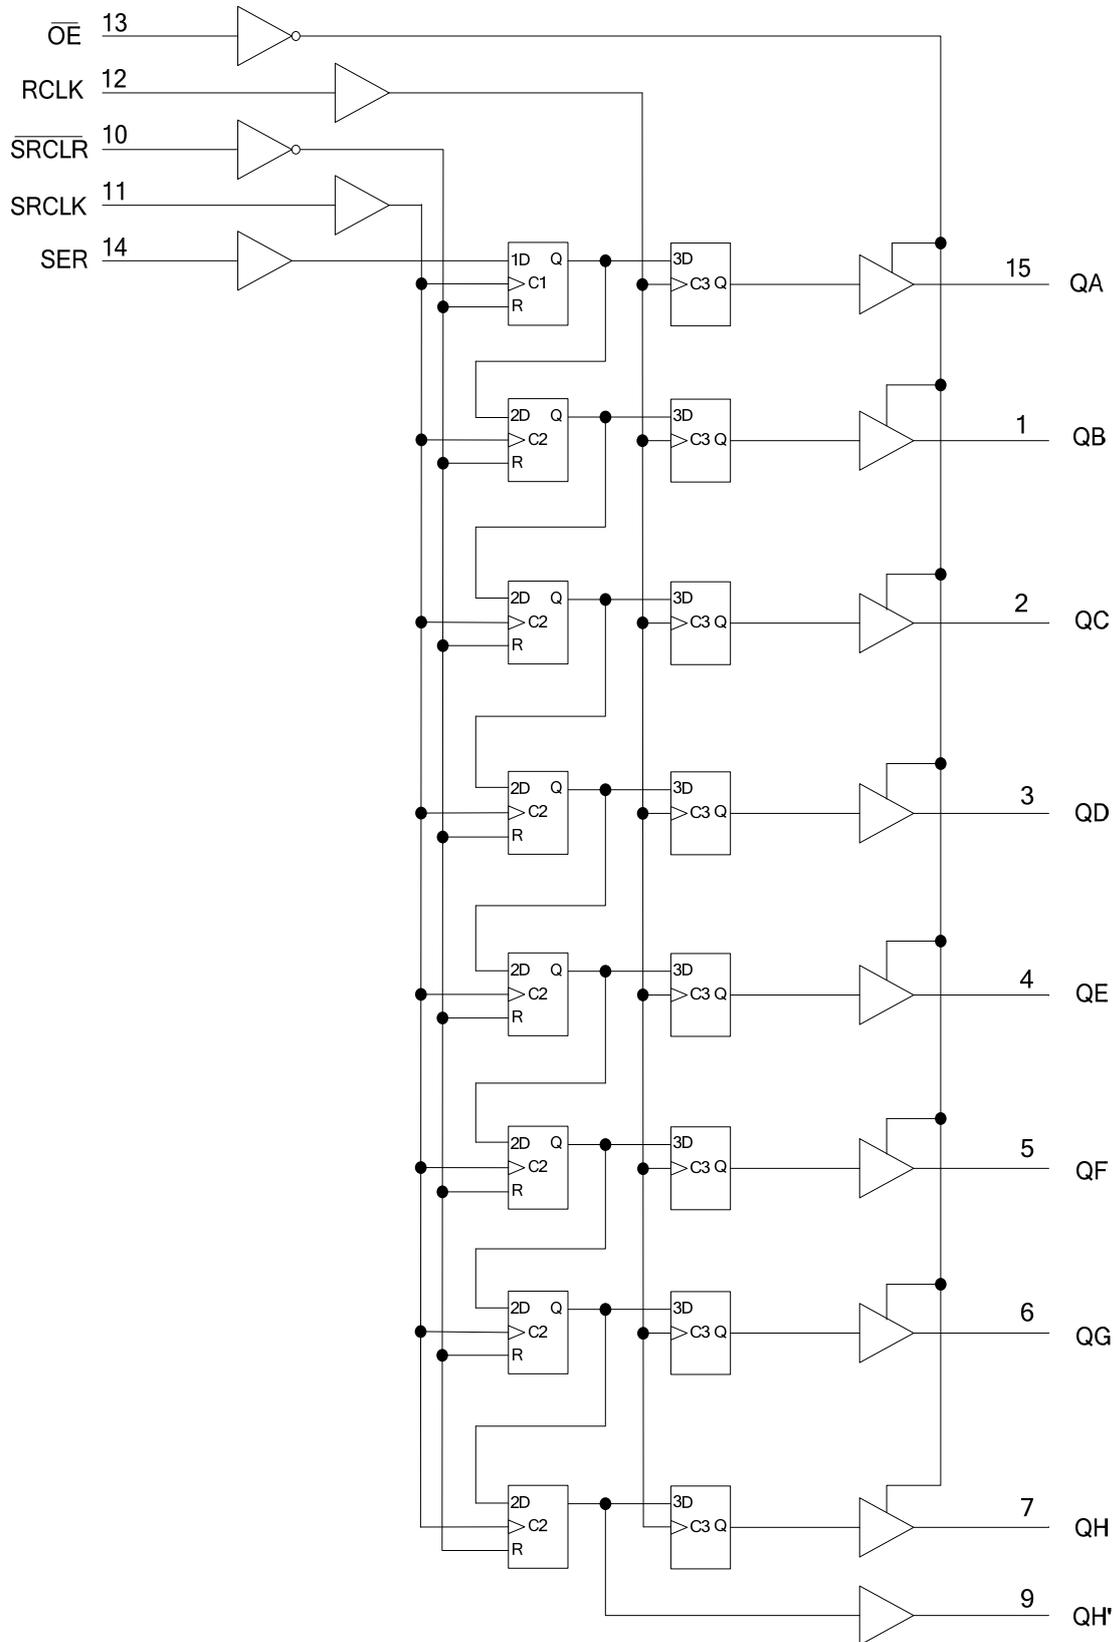 OE 13
RCLK 12
SRCLR 10
SRCLK 11
SER 14
1D Q 3D
C1 C3 Q 15 QA
R
2D Q 3D
C2 C3 Q 1 QB
R
2D Q 3D
C2 C3 Q 2 QC
R
2D Q 3D
C2 C3 Q 3 QD
R
2D Q 3D
C2 C3 Q 4 QE
R
2D Q 3D
C2 C3 Q 5 QF
R
2D Q 3D
C2 C3 Q 6 QG
R
2D 3D
C2 C3 Q 7 QH
R
9 QH'